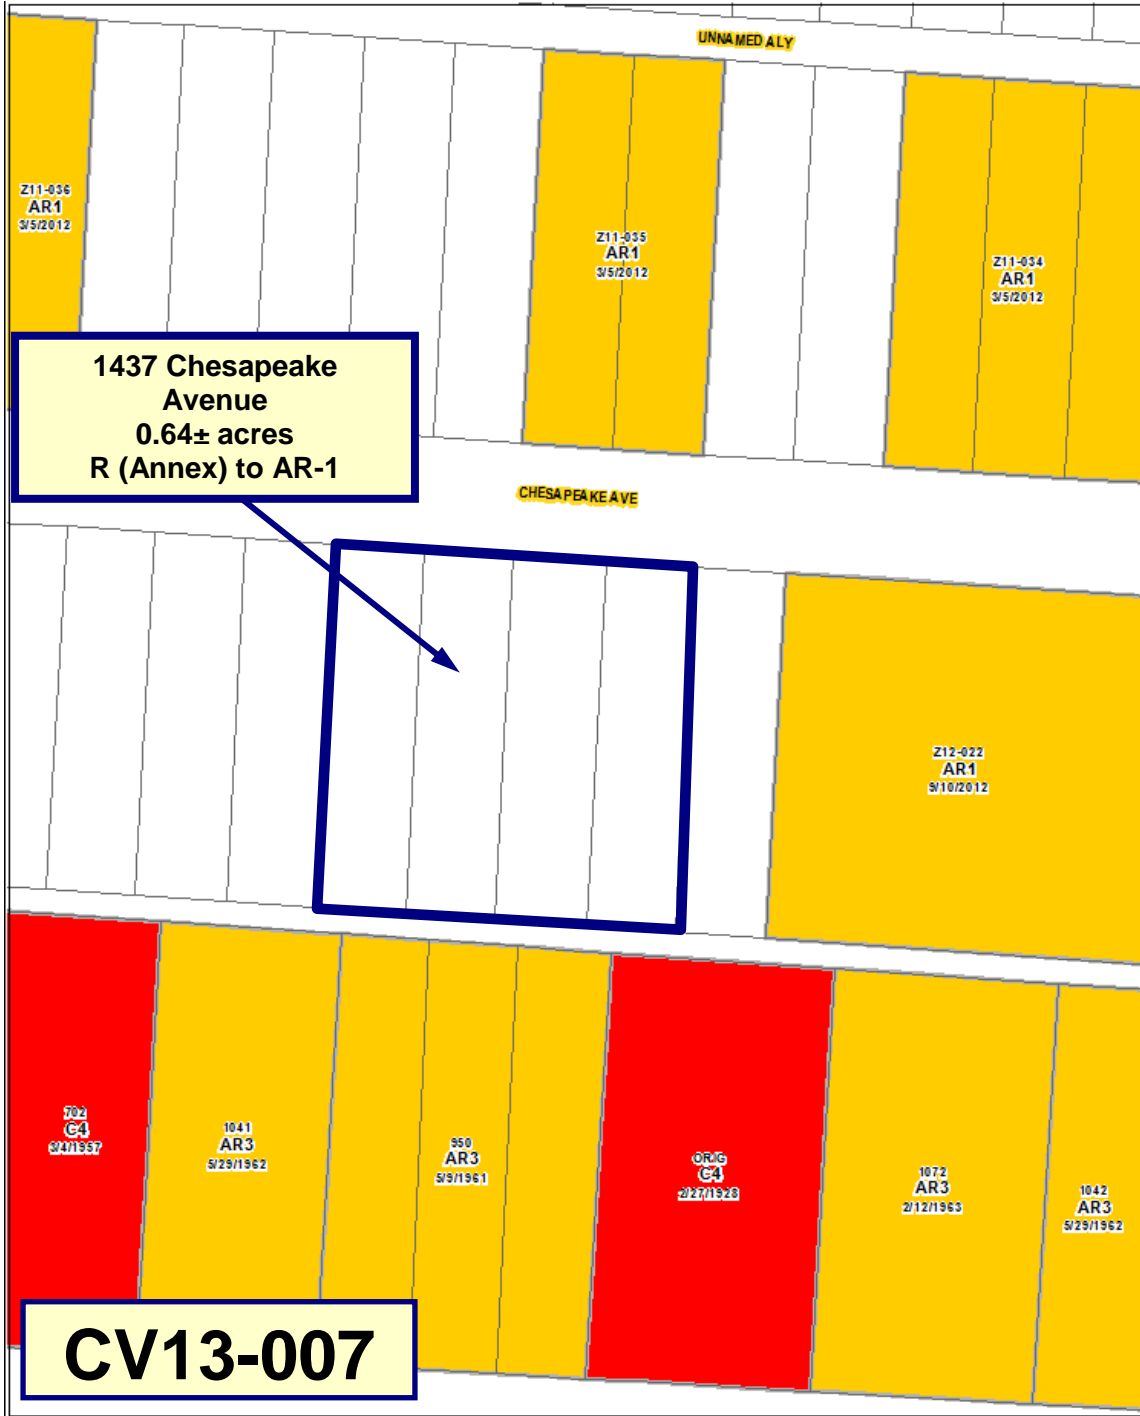 UNNAMED ALY
Z11-036
AR1
3/5/2012
Z11-035
AR1
3/5/2012
Z11-034
AR1
3/5/2012
1437 Chesapeake
Avenue
0.64± acres
R (Annex) to AR-1
CHESAPEAKE AVE
Z12-022
AR1
9/10/2012
702
C4
3/4/1957
1041
AR3
5/29/1962
950
AR3
5/9/1961
ORIG
C4
2/27/1928
1072
AR3
2/12/1963
1042
AR3
5/29/1962
CV13-007